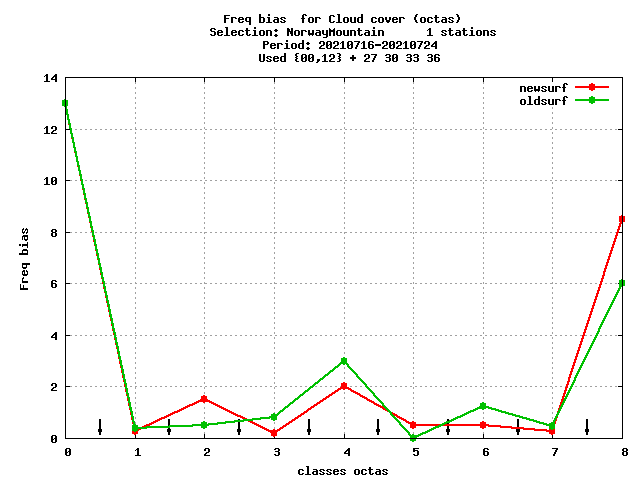 Freq bias  for Cloud cover (octas)
Selection: NorwayMountain      1 stations
Period: 20210716-20210724
Used {00,12} + 27 30 33 36
newsurf
oldsurf
14
12
10
8
6
4
2
0
Freq bias
0 1 2 3 4 5 6 7 8
classes octas